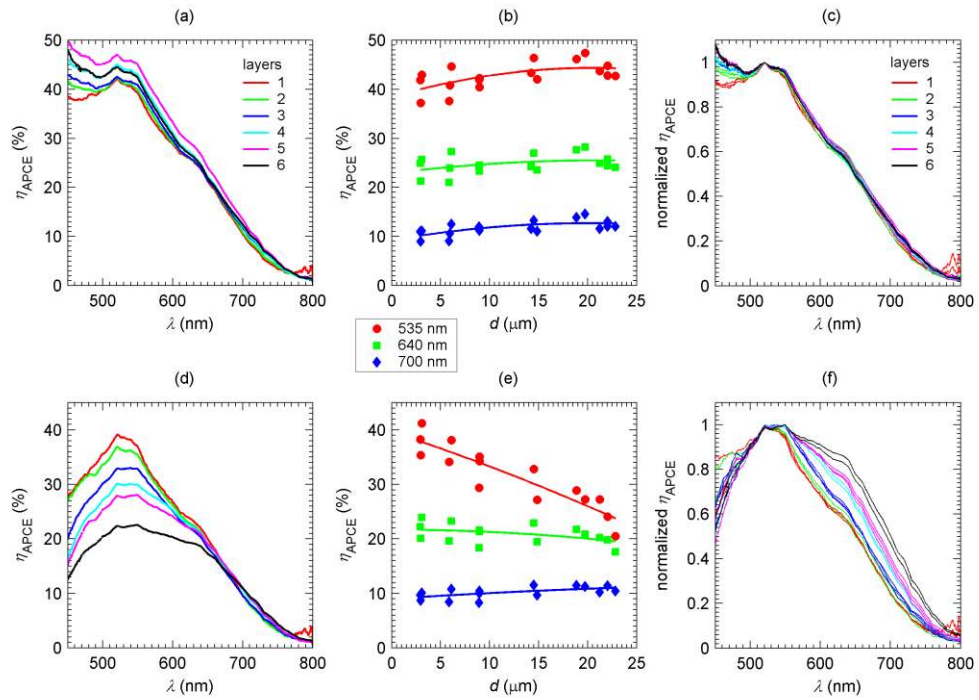 (a)
50
40
30
20
10
0
η_APCE (%)
500 600 700 800
λ (nm)
layers
1
2
3
4
5
6
(b)
50
40
30
20
10
0
η_APCE (%)
0 5 10 15 20 25
d (μm)
(c)
1
0.8
0.6
0.4
0.2
0
normalized η_APCE
500 600 700 800
λ (nm)
layers
1
2
3
4
5
6
535 nm
640 nm
700 nm
(d)
40
30
20
10
0
η_APCE (%)
500 600 700 800
λ (nm)
(e)
40
30
20
10
0
η_APCE (%)
0 5 10 15 20 25
d (μm)
(f)
1
0.8
0.6
0.4
0.2
0
normalized η_APCE
500 600 700 800
λ (nm)